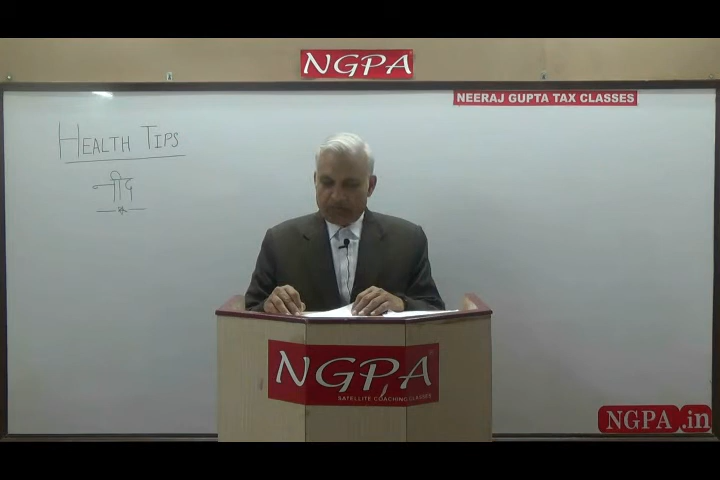 NGPA
NEERAJ GUPTA TAX CLASSES
HEALTH TIPS
नींद
NGPA
SATELLITE COACHING CLASSES
NGPA.in